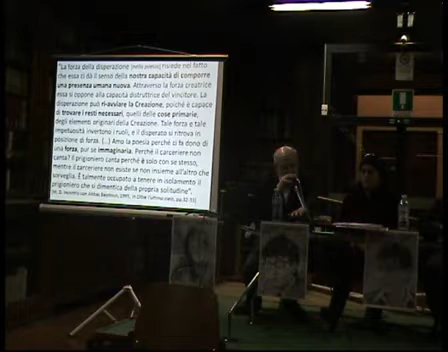 "La forza della disperazione [nella poesia] risiede nel fatto
che essa ci dà il senso della nostra capacità di comporre
una presenza umana nuova. Attraverso la forza creatrice
essa si oppone alla capacità distruttrice del vincitore. La
disperazione può ri-avviare la Creazione, poiché è capace
di trovare i resti necessari, quelli delle cose primarie,
degli elementi originari della Creazione. Tale forza e tale
impetuosità invertono i ruoli, e il disperato si ritrova in
posizione di forza. (...) Amo la poesia perché ci fa dono di
una forza, pur se immaginaria. Perché il carceriere non
canta? Il prigioniero canta perché è solo con se stesso,
mentre il carceriere non esiste se non insieme all'altro che
sorveglia. È talmente occupato a tenere in isolamento il
prigioniero che si dimentica della propria solitudine".